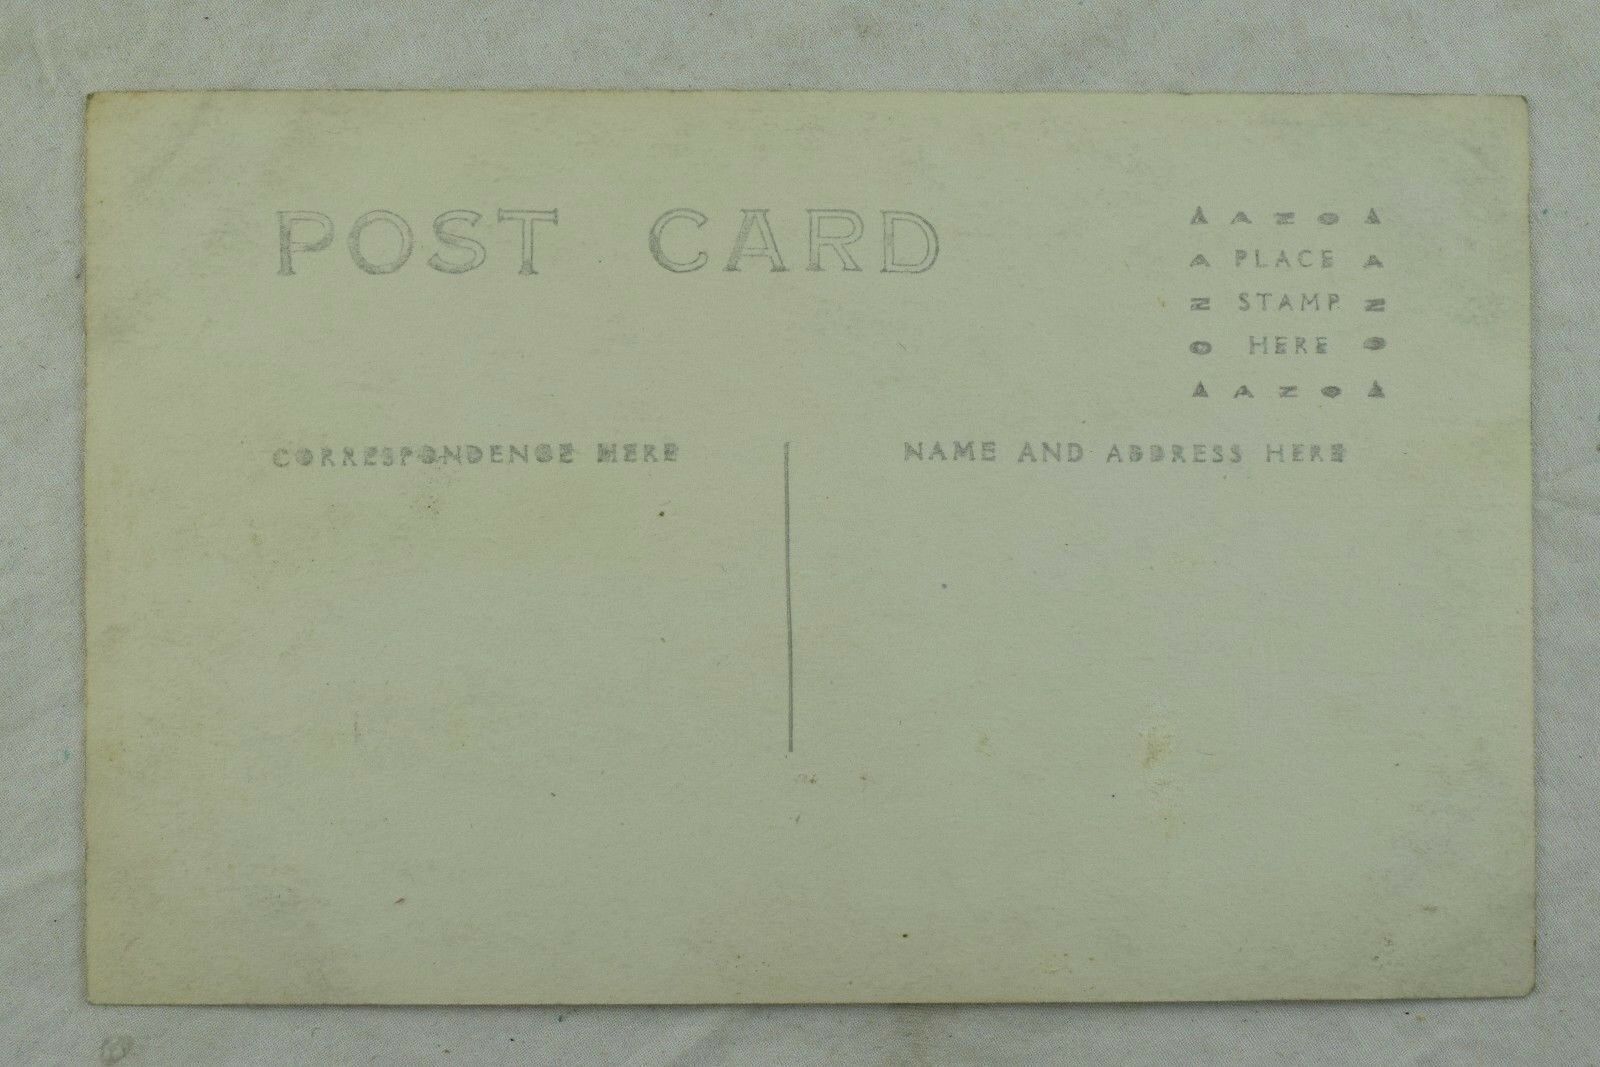 POST CARD
▲ A Z O ▲
A PLACE A
Z STAMP Z
O HERE O
▲ A Z O ▲
CORRESPONDENCE HERE
NAME AND ADDRESS HERE